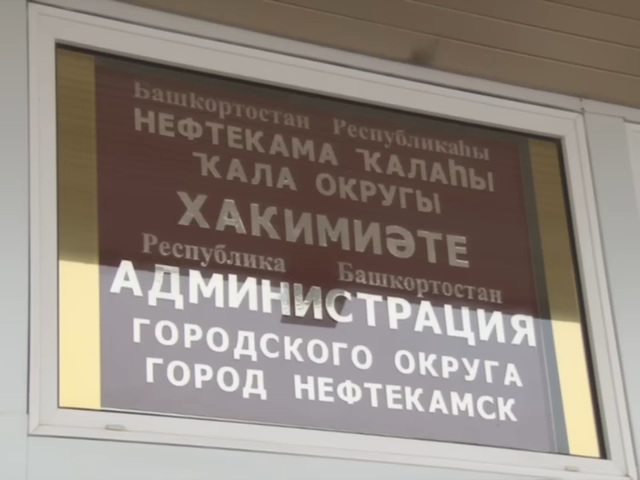 Башҡортостан Республикаһы
НЕФТЕКАМА ҠАЛАҺЫ
ҠАЛА ОКРУГЫ
ХАКИМИӘТЕ
Республика Башкортостан
АДМИНИСТРАЦИЯ
ГОРОДСКОГО ОКРУГА
ГОРОД НЕФТЕКАМСК